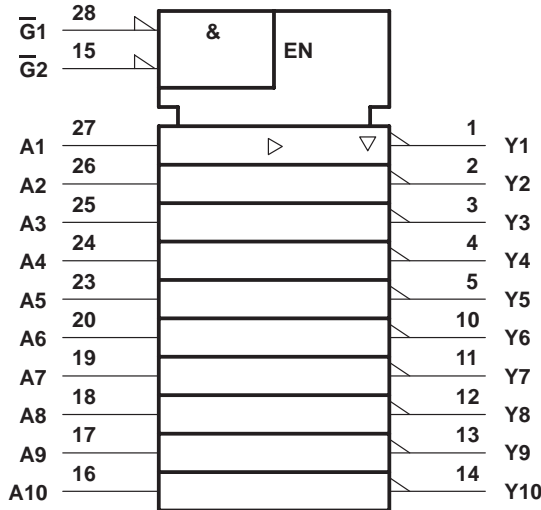 G̅1 28 &
G̅2 15 EN
A1 27 1 Y1
A2 26 2 Y2
A3 25 3 Y3
A4 24 4 Y4
A5 23 5 Y5
A6 20 10 Y6
A7 19 11 Y7
A8 18 12 Y8
A9 17 13 Y9
A10 16 14 Y10